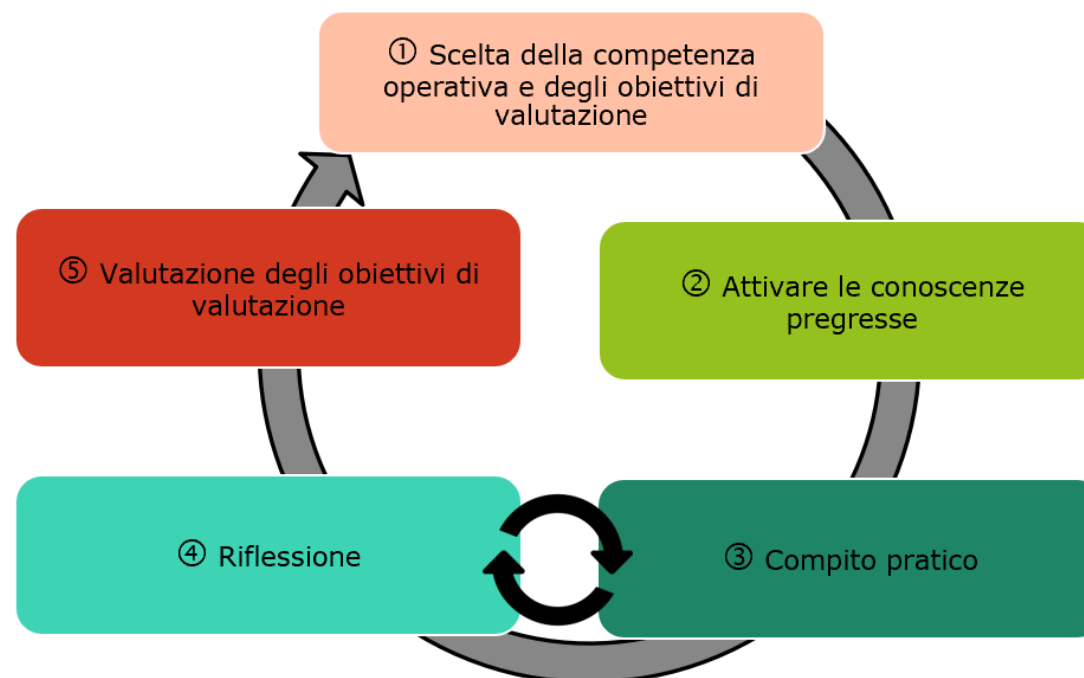 ① Scelta della competenza
operativa e degli obiettivi di
valutazione
② Attivare le conoscenze
pregresse
③ Compito pratico
④ Riflessione
⑤ Valutazione degli obiettivi di
valutazione